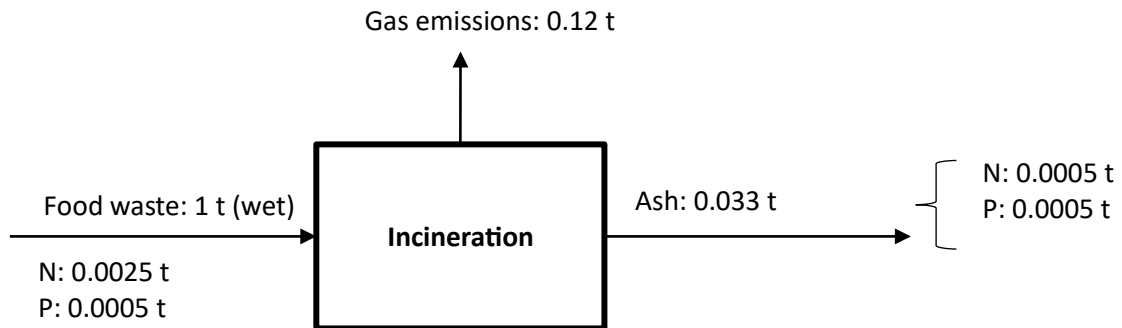 Gas emissions: 0.12 t
Food waste: 1 t (wet)
N: 0.0025 t
P: 0.0005 t
Incineration
Ash: 0.033 t
N: 0.0005 t
P: 0.0005 t